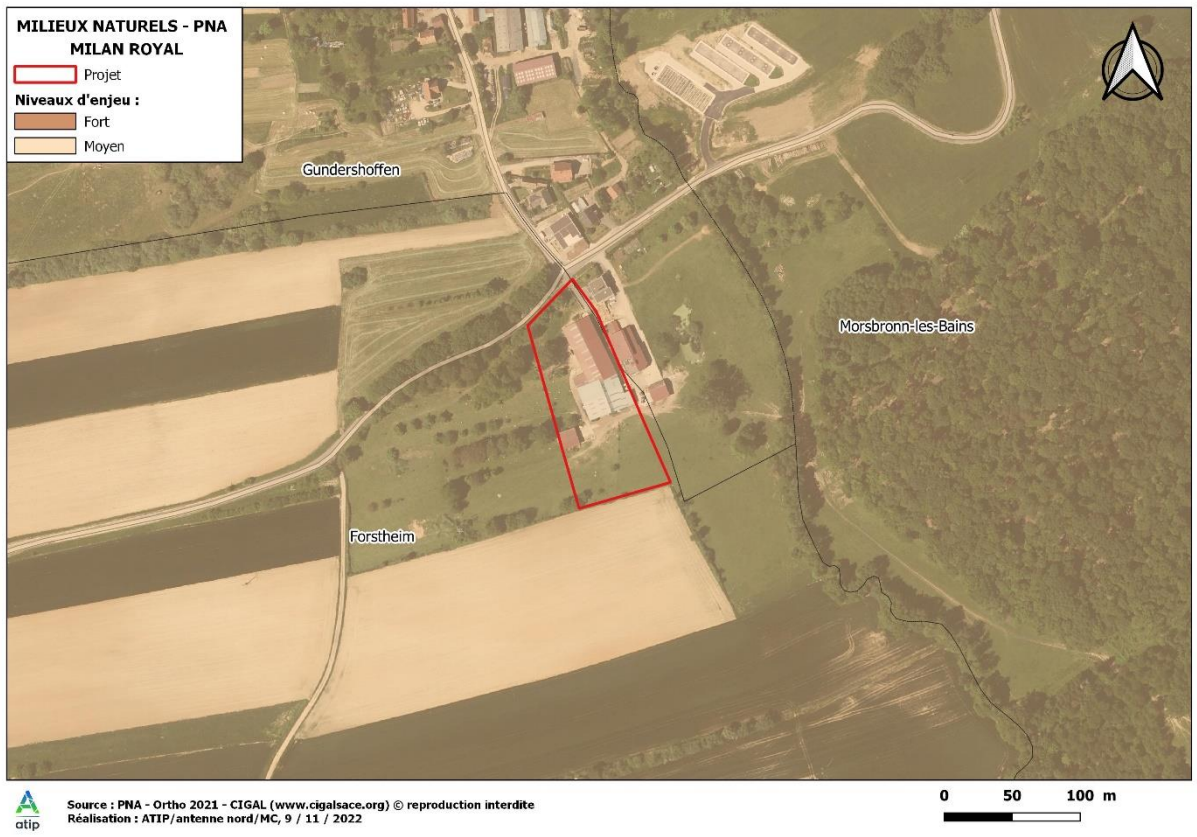 MILIEUX NATURELS - PNA
MILAN ROYAL
Projet
Niveaux d'enjeu :
Fort
Moyen
Gundershoffen
Morsbronn-les-Bains
Forstheim
atip
Source : PNA - Ortho 2021 - CIGAL (www.cigalsace.org) © reproduction interdite
Réalisation : ATIP/antenne nord/MC, 9 / 11 / 2022
0 50 100 m